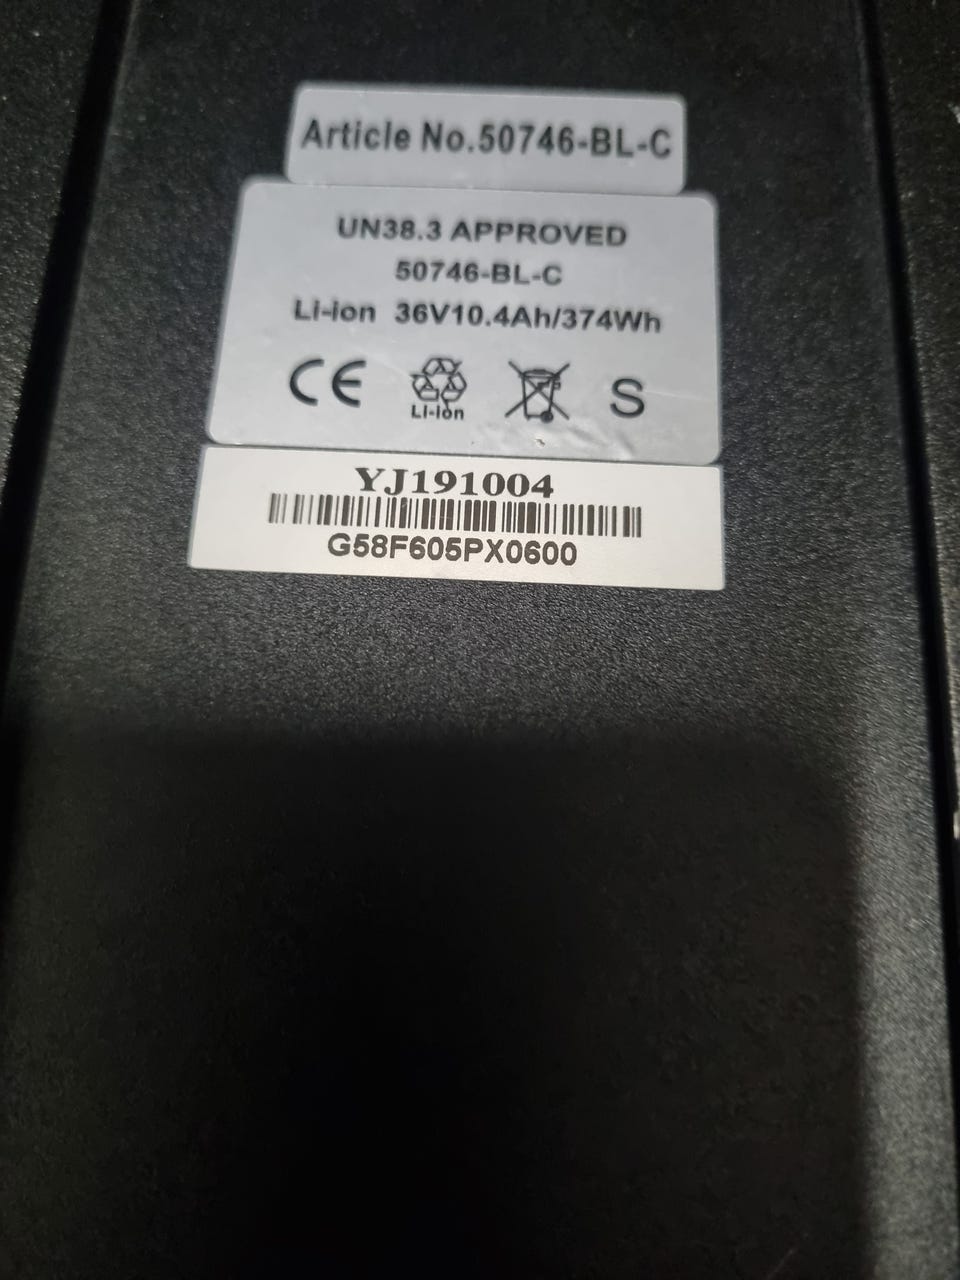 Article No.50746-BL-C
UN38.3 APPROVED
50746-BL-C
Li-ion 36V10.4Ah/374Wh
CE Li-ion S
YJ191004
G58F605PX0600